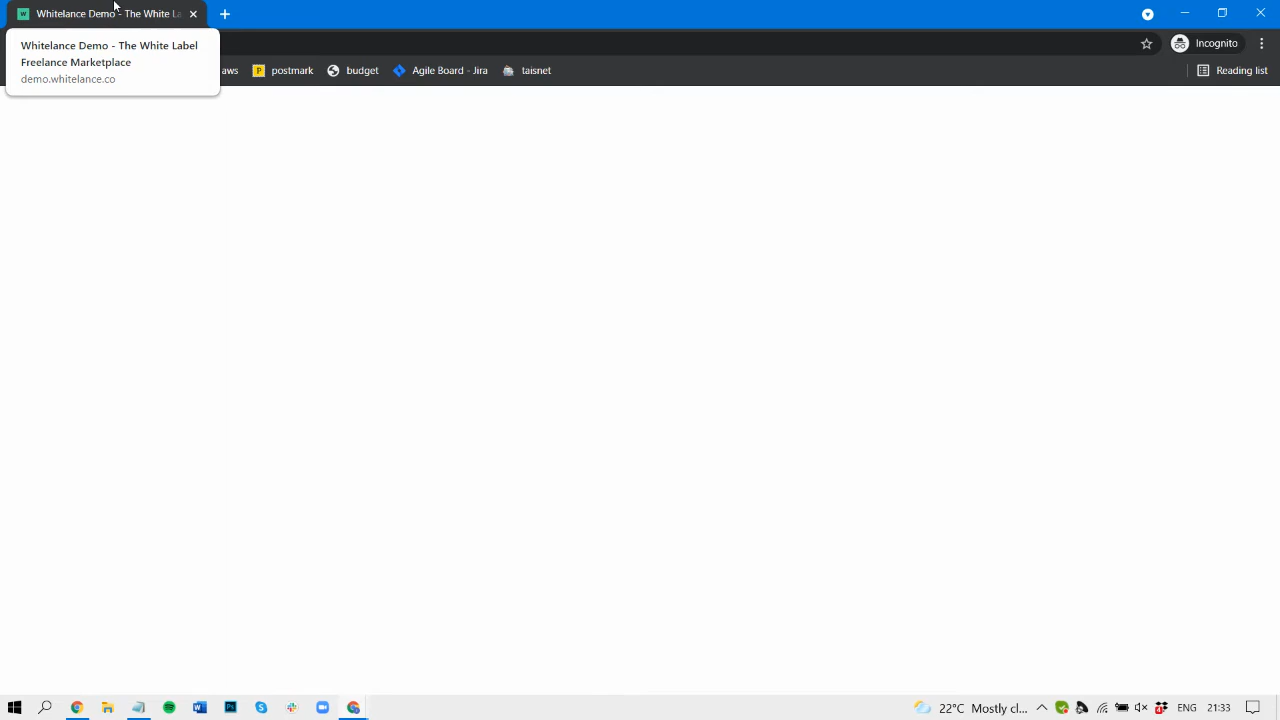 W Whitelance Demo - The White La
Incognito
Whitelance Demo - The White Label
Freelance Marketplace
demo.whitelance.co
aws
P postmark
budget
Agile Board - Jira
taisnet
Reading list
22°C Mostly cl...
ENG
21:33